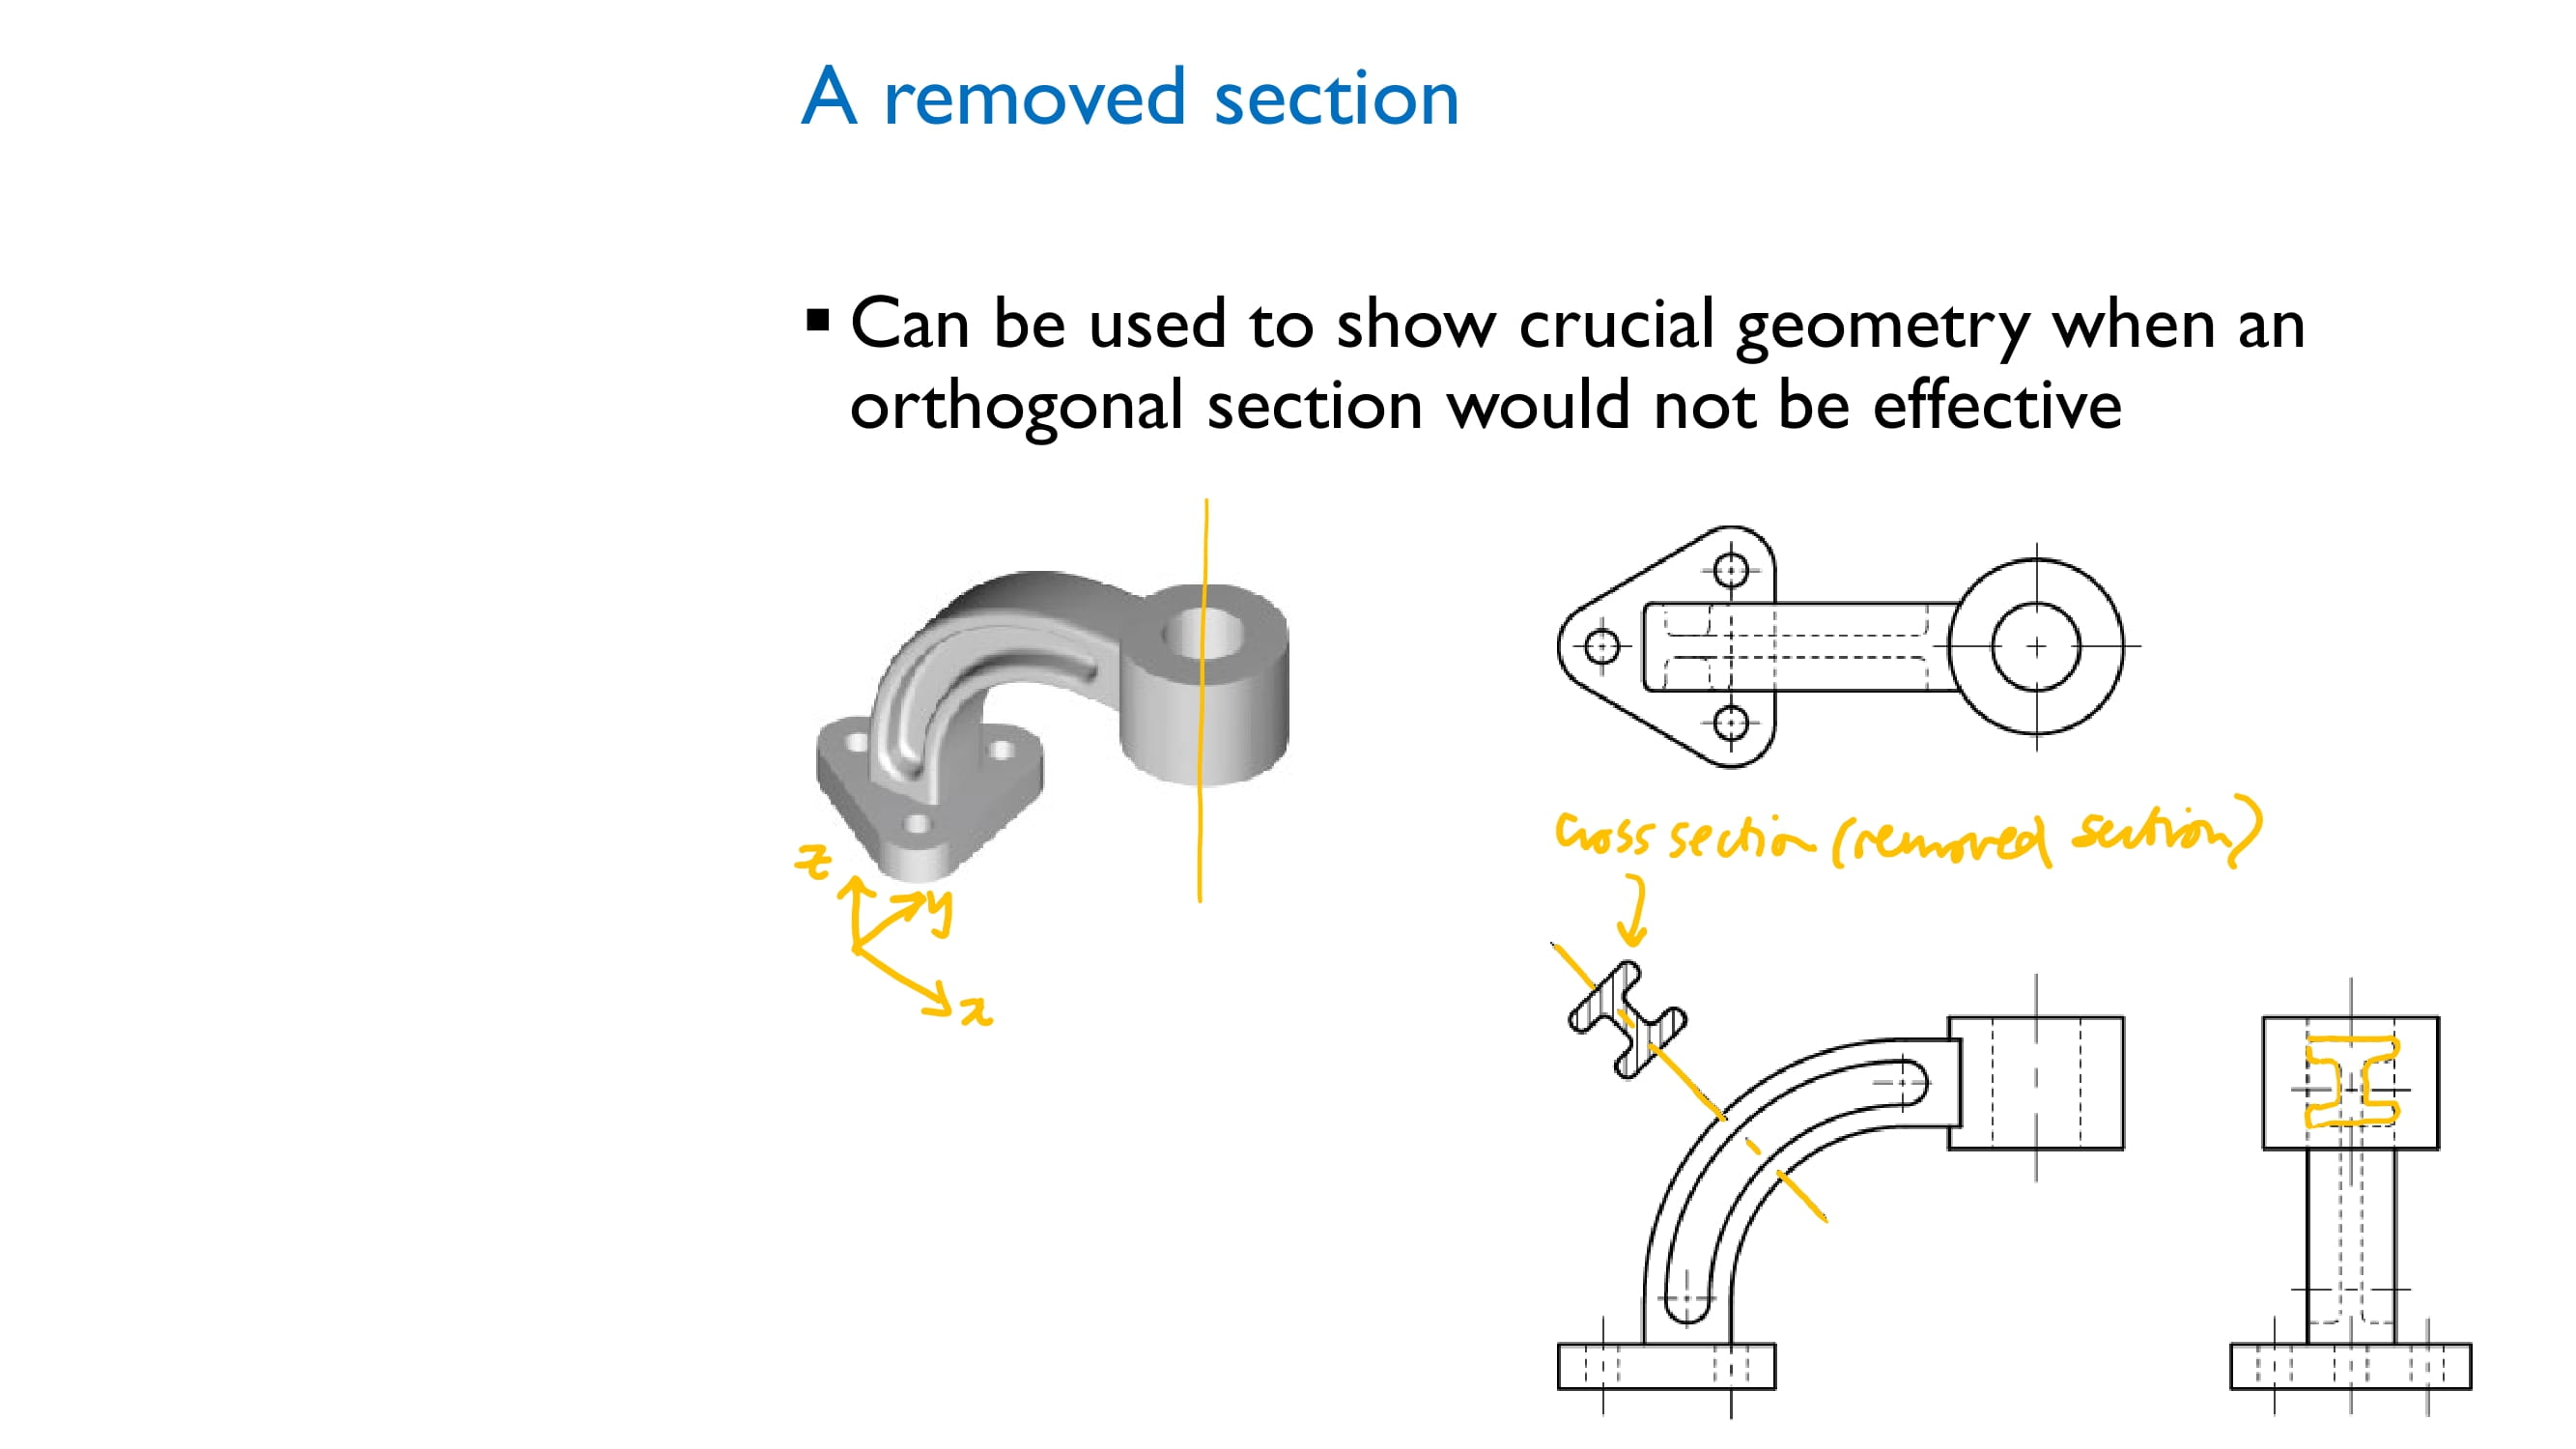 A removed section
▪ Can be used to show crucial geometry when an
orthogonal section would not be effective
cross section (removed section)
z
y
x